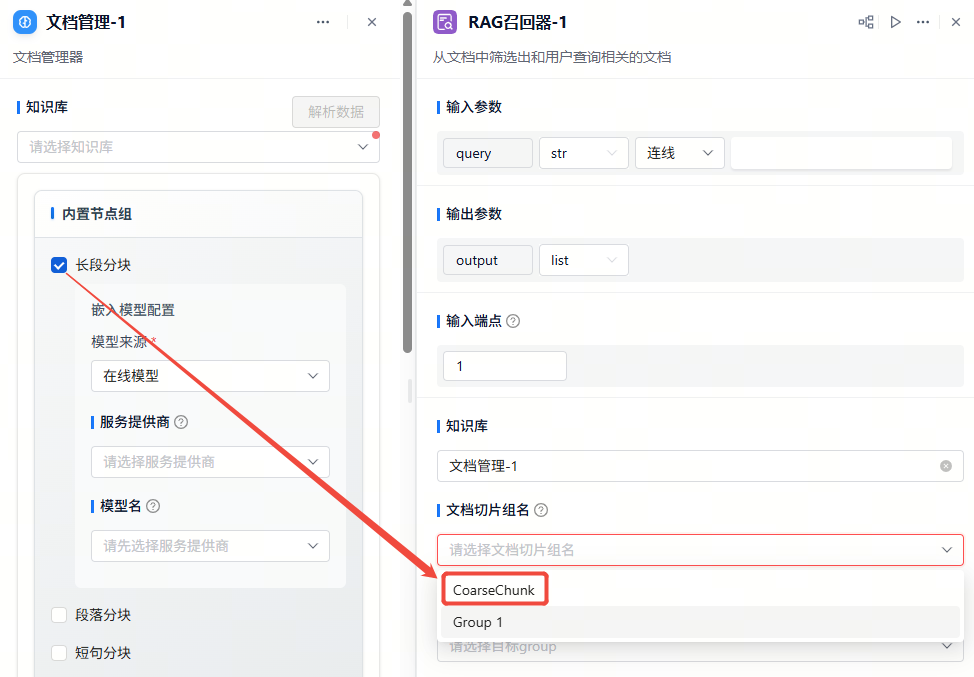 文档管理-1
文档管理器
知识库
解析数据
请选择知识库
内置节点组
长段分块
嵌入模型配置
模型来源 *
在线模型
服务提供商
请选择服务提供商
模型名
请先选择服务提供商
段落分块
短句分块
RAG召回器-1
从文档中筛选出和用户查询相关的文档
输入参数
query str 连线
输出参数
output list
输入端点
1
知识库
文档管理-1
文档切片组名
请选择文档切片组名
CoarseChunk
Group 1
请选择目标group